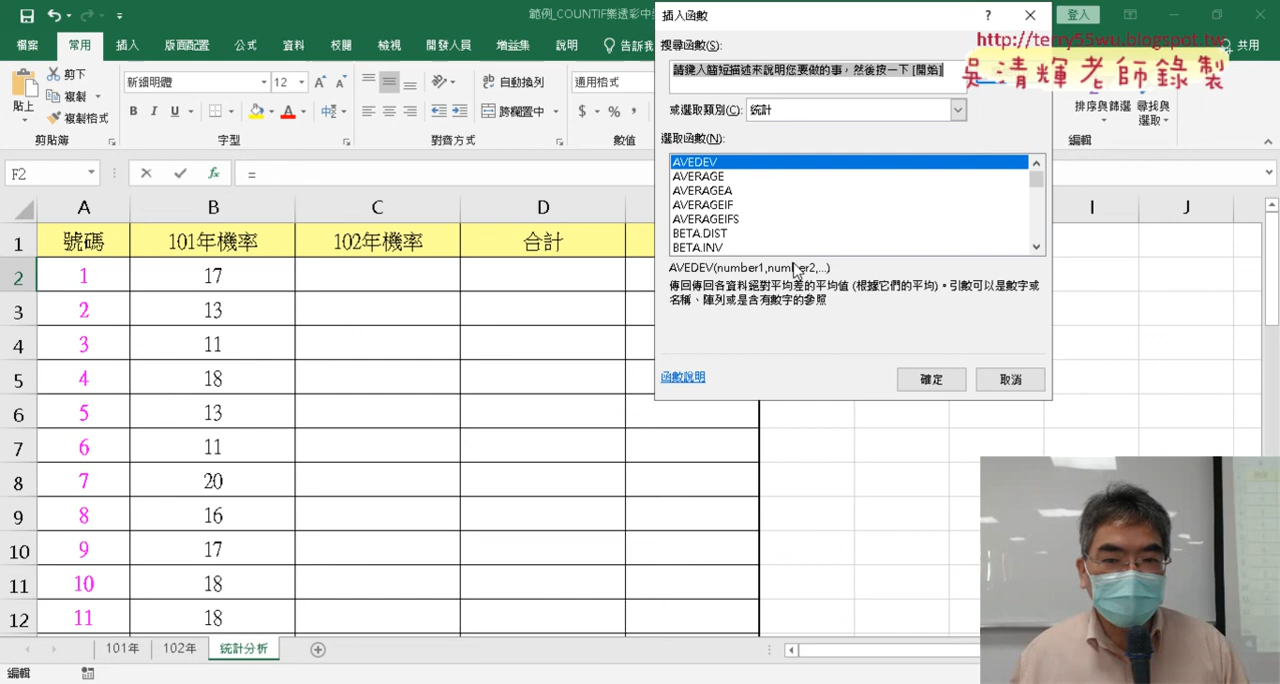 範例_COUNTIF樂透彩中
插入函數
登入
檔案 常用 插入 版面配置 公式 資料 校閱 檢視 開發人員 增益集 說明 告訴我
共用
http://terry55wu.blogspot.tw
吳清輝老師錄製
貼上
剪下
複製
複製格式
剪貼簿
新細明體 12
B I U
字型
自動換列
跨欄置中
對齊方式
通用格式
$ % ,
數值
排序與篩選 尋找與
選取
編輯
搜尋函數(S):
請鍵入簡短描述來說明您要做的事，然後按一下 [開始]
或選取類別(C): 統計
選取函數(N):
AVEDEV
AVERAGE
AVERAGEA
AVERAGEIF
AVERAGEIFS
BETA.DIST
BETA.INV
AVEDEV(number1,number2,...)
傳回傳回各資料絕對平均差的平均值 (根據它們的平均)。引數可以是數字或
名稱、陣列或是含有數字的參照
函數說明
確定 取消
F2 fx =
A B C D I J
1 號碼 101年機率 102年機率 合計
2 1 17
3 2 13
4 3 11
5 4 18
6 5 13
7 6 11
8 7 20
9 8 16
10 9 17
11 10 18
12 11 18
101年 102年 統計分析
編輯